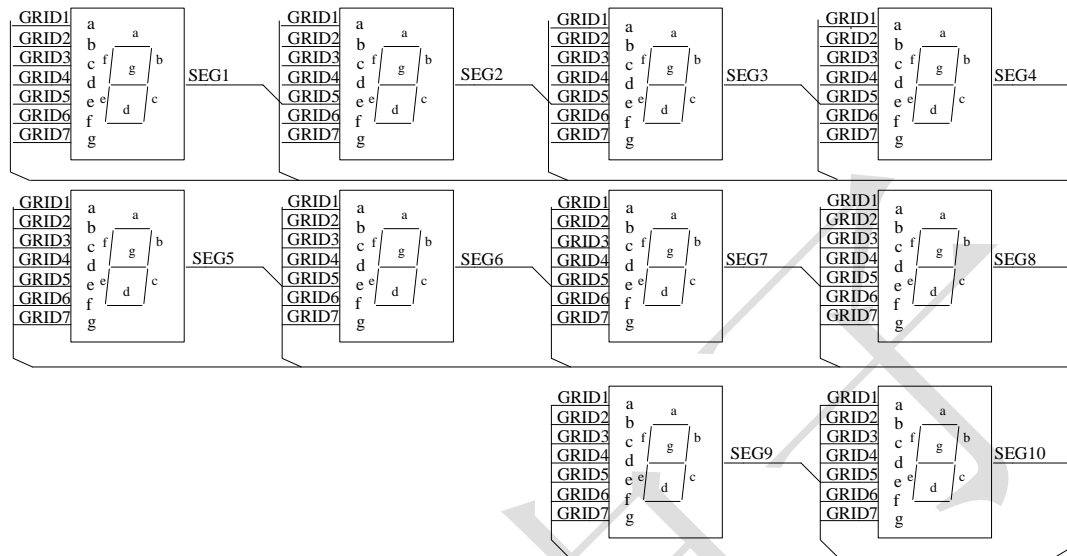 GRID1 a GRID1 a GRID1 a GRID1 a
GRID2 b a GRID2 b a GRID2 b a GRID2 b a
GRID3 c f b GRID3 c f b GRID3 c f b GRID3 c f b
GRID4 d g SEG1 GRID4 d g SEG2 GRID4 d g SEG3 GRID4 d g SEG4
GRID5 e e c GRID5 e e c GRID5 e e c GRID5 e e c
GRID6 f d GRID6 f d GRID6 f d GRID6 f d
GRID7 g GRID7 g GRID7 g GRID7 g
GRID1 a GRID1 a GRID1 a GRID1 a
GRID2 b a GRID2 b a GRID2 b a GRID2 b a
GRID3 c f b GRID3 c f b GRID3 c f b GRID3 c f b
GRID4 d g SEG5 GRID4 d g SEG6 GRID4 d g SEG7 GRID4 d g SEG8
GRID5 e e c GRID5 e e c GRID5 e e c GRID5 e e c
GRID6 f d GRID6 f d GRID6 f d GRID6 f d
GRID7 g GRID7 g GRID7 g GRID7 g
GRID1 a GRID1 a
GRID2 b a GRID2 b a
GRID3 c f b GRID3 c f b
GRID4 d g SEG9 GRID4 d g SEG10
GRID5 e e c GRID5 e e c
GRID6 f d GRID6 f d
GRID7 g GRID7 g